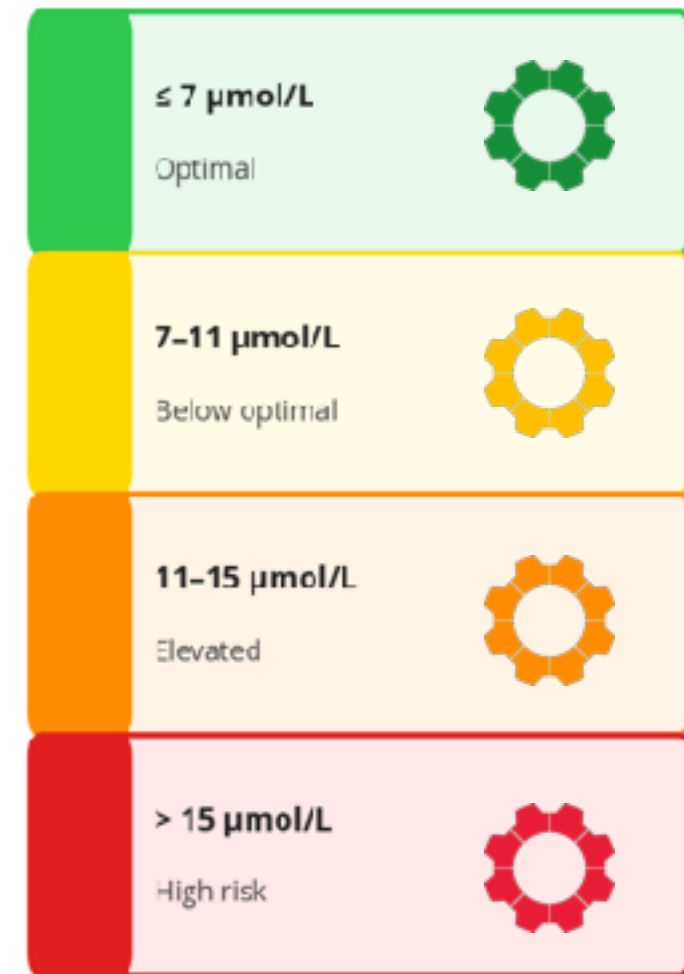 ≤ 7 μmol/L
Optimal
7–11 μmol/L
Below optimal
11–15 μmol/L
Elevated
> 15 μmol/L
High risk